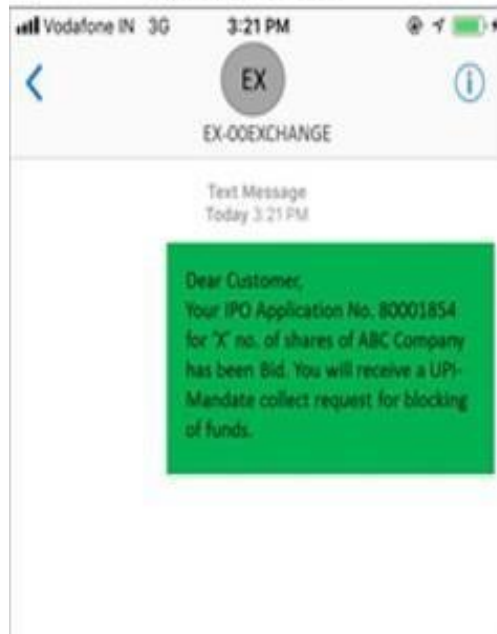 Vodafone IN 3G 3:21 PM
EX
EX-OOEXCHANGE
Text Message
Today 3:21 PM
Dear Customer,
Your IPO Application No. 80001854
for "X" no. of shares of ABC Company
has been Bid. You will receive a UPI-
Mandate collect request for blocking
of funds.